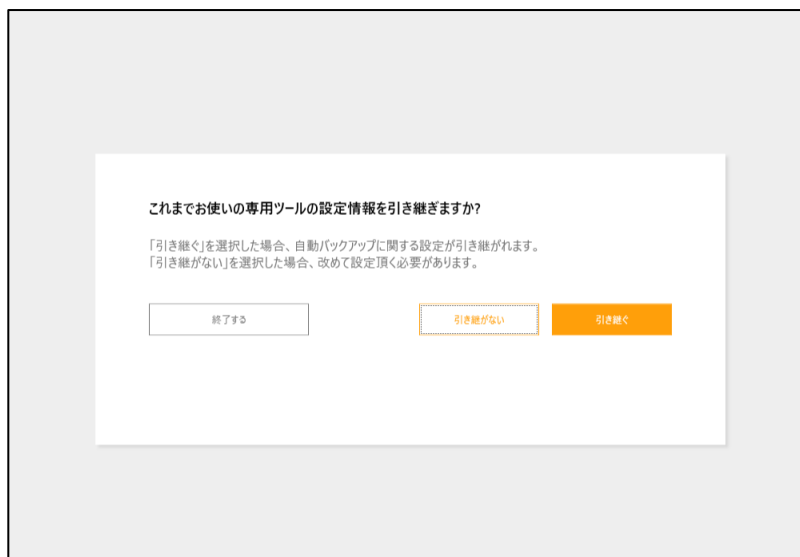 これまでお使いの専用ツールの設定情報を引き継ぎますか?
「引き継ぐ」を選択した場合、自動バックアップに関する設定が引き継がれます。
「引き継がない」を選択した場合、改めて設定頂く必要があります。
終了する
引き継がない
引き継ぐ